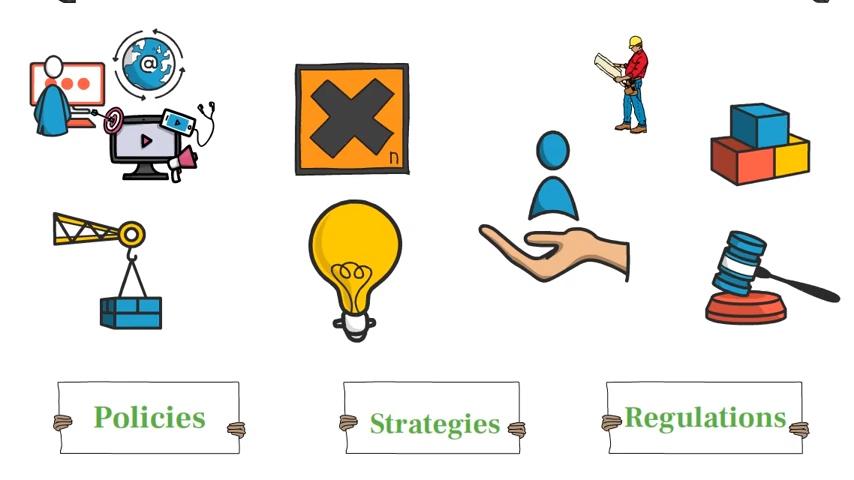 @
n
Policies
Strategies
Regulations